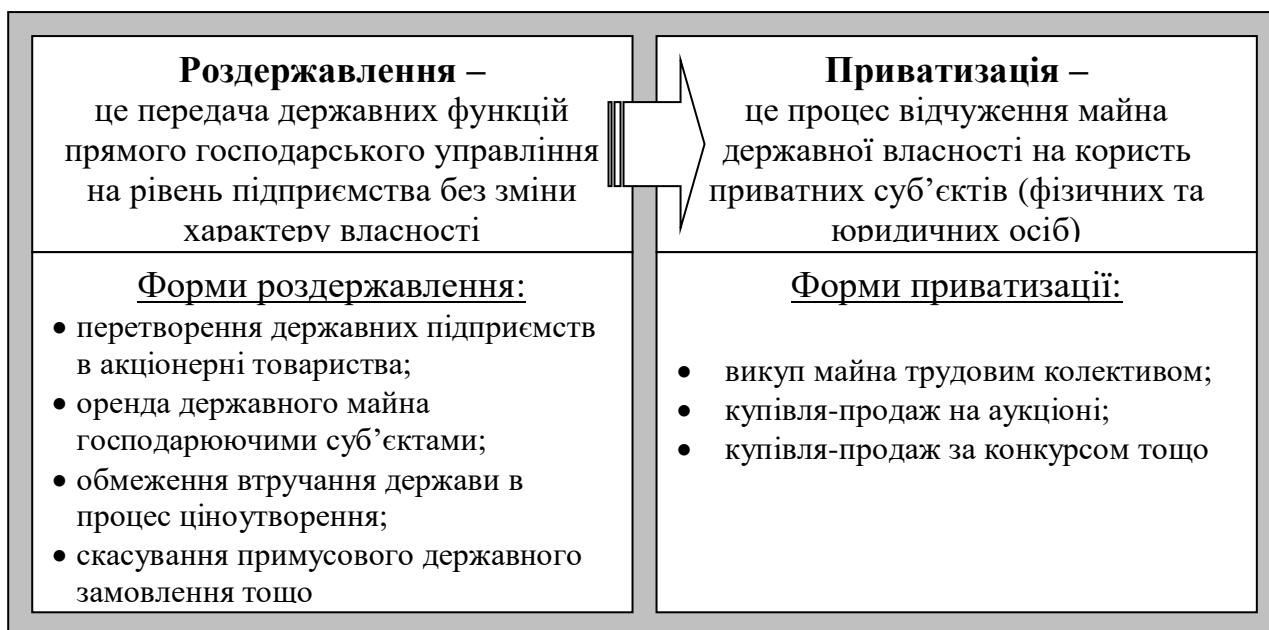 Роздержавлення –
це передача державних функцій
прямого господарського управління
на рівень підприємства без зміни
характеру власності
Форми роздержавлення:
• перетворення державних підприємств
в акціонерні товариства;
• оренда державного майна
господарюючими суб’єктами;
• обмеження втручання держави в
процес ціноутворення;
• скасування примусового державного
замовлення тощо
Приватизація –
це процес відчуження майна
державної власності на користь
приватних суб’єктів (фізичних та
юридичних осіб)
Форми приватизації:
• викуп майна трудовим колективом;
• купівля-продаж на аукціоні;
• купівля-продаж за конкурсом тощо